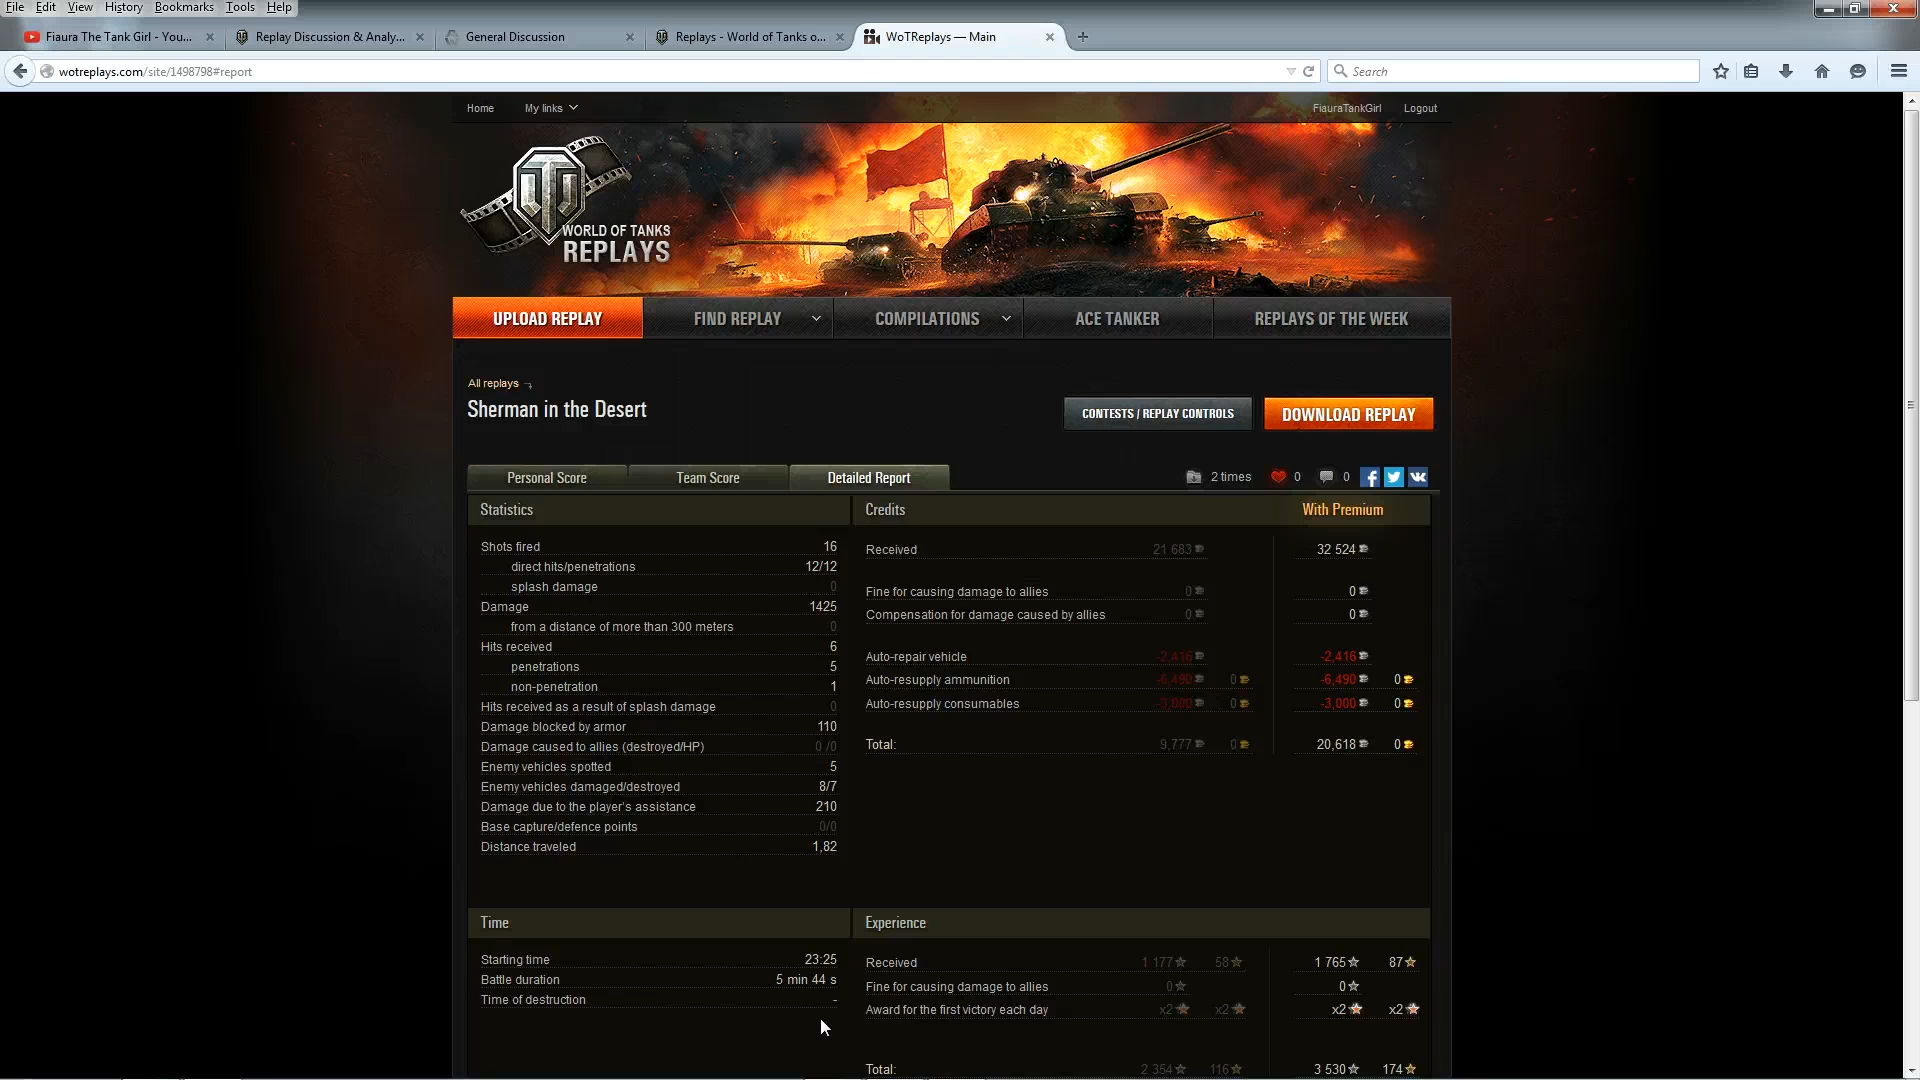 File Edit View History Bookmarks Tools Help
Fiaura The Tank Girl - You...
Replay Discussion & Analy...
General Discussion
Replays - World of Tanks o...
WoTReplays — Main
wotreplays.com/site/1498798#report
Search
Home My links
FiauraTankGirl Logout
WORLD OF TANKS
REPLAYS
UPLOAD REPLAY FIND REPLAY COMPILATIONS ACE TANKER REPLAYS OF THE WEEK
All replays
Sherman in the Desert
CONTESTS / REPLAY CONTROLS DOWNLOAD REPLAY
Personal Score Team Score Detailed Report
2 times 0 0
Statistics
Shots fired 16
direct hits/penetrations 12/12
splash damage 0
Damage 1425
from a distance of more than 300 meters 0
Hits received 6
penetrations 5
non-penetration 1
Hits received as a result of splash damage 0
Damage blocked by armor 110
Damage caused to allies (destroyed/HP) 0 /0
Enemy vehicles spotted 5
Enemy vehicles damaged/destroyed 8/7
Damage due to the player's assistance 210
Base capture/defence points 0/0
Distance traveled 1,82
Credits With Premium
Received 21 683 32 524
Fine for causing damage to allies 0 0
Compensation for damage caused by allies 0 0
Auto-repair vehicle -2,416 -2,416
Auto-resupply ammunition -6,490 0 -6,490 0
Auto-resupply consumables -3,000 0 -3,000 0
Total: 9,777 0 20,618 0
Time
Starting time 23:25
Battle duration 5 min 44 s
Time of destruction -
Experience
Received 1 177 58 1 765 87
Fine for causing damage to allies 0 0
Award for the first victory each day x2 x2 x2 x2
Total: 2 354 116 3 530 174